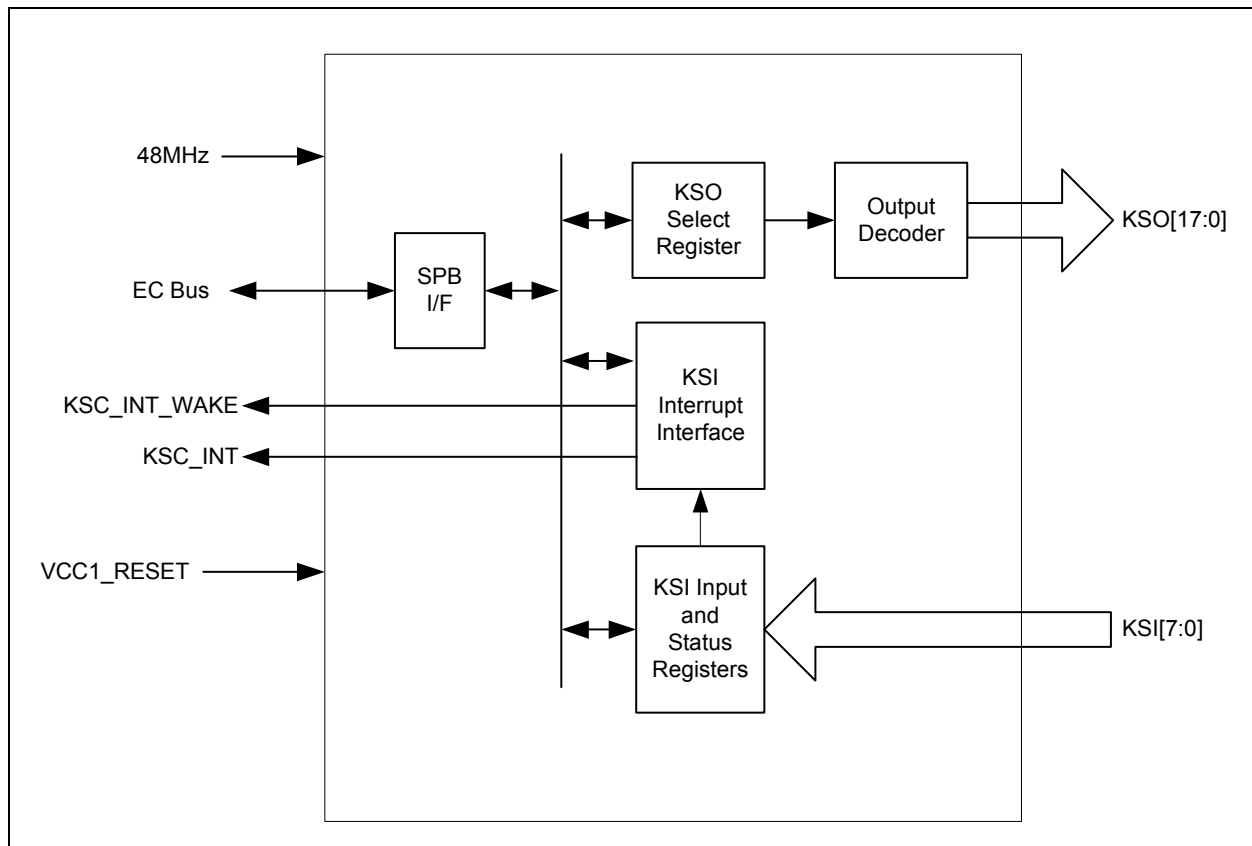 48MHz
EC Bus
KSC_INT_WAKE
KSC_INT
VCC1_RESET
SPB
I/F
KSO
Select
Register
Output
Decoder
KSO[17:0]
KSI
Interrupt
Interface
KSI Input
and
Status
Registers
KSI[7:0]